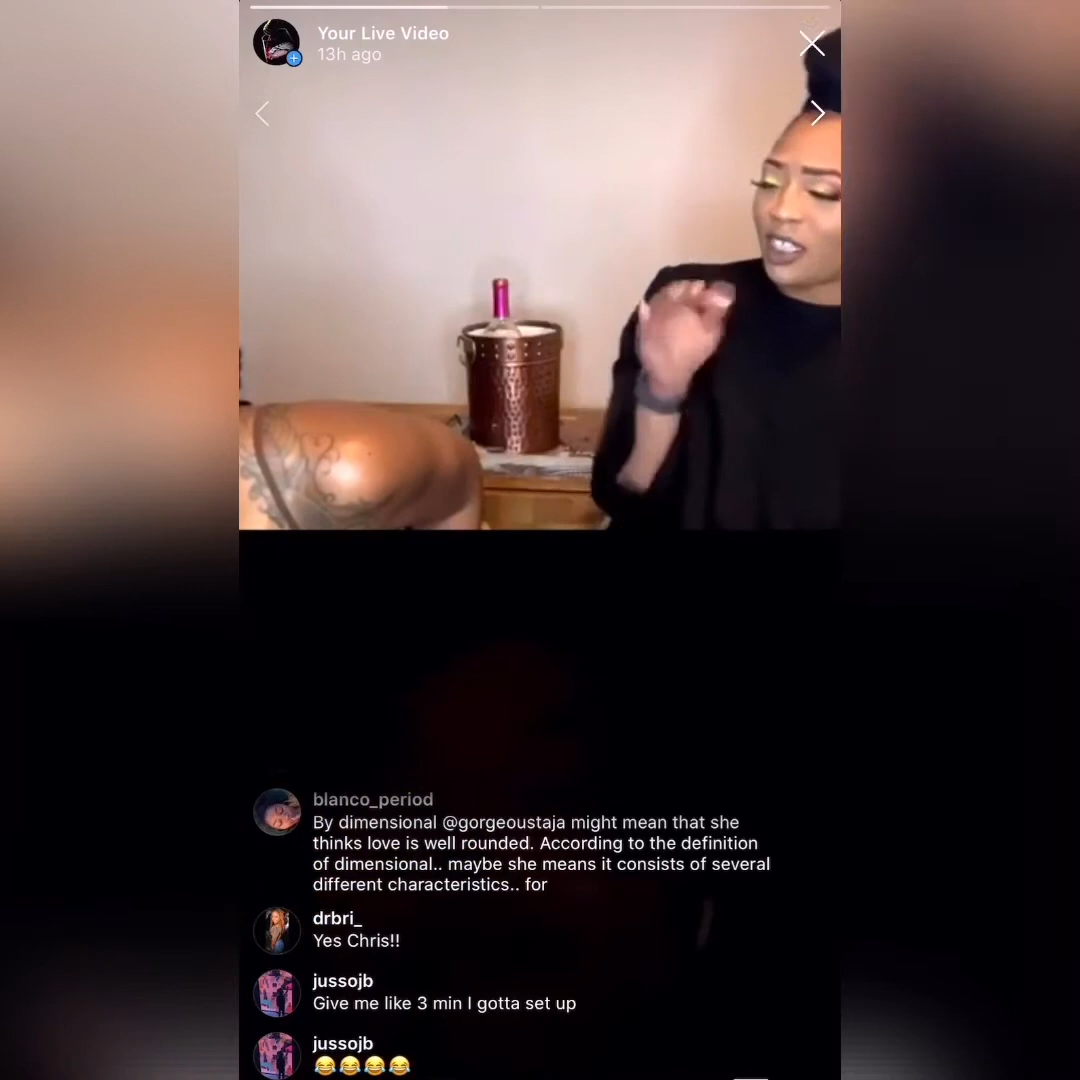 Your Live Video
13h ago
blanco_period
By dimensional @gorgeoustaja might mean that she
thinks love is well rounded. According to the definition
of dimensional.. maybe she means it consists of several
different characteristics.. for
drbri_
Yes Chris!!
jussojb
Give me like 3 min I gotta set up
jussojb
😂😂😂😂